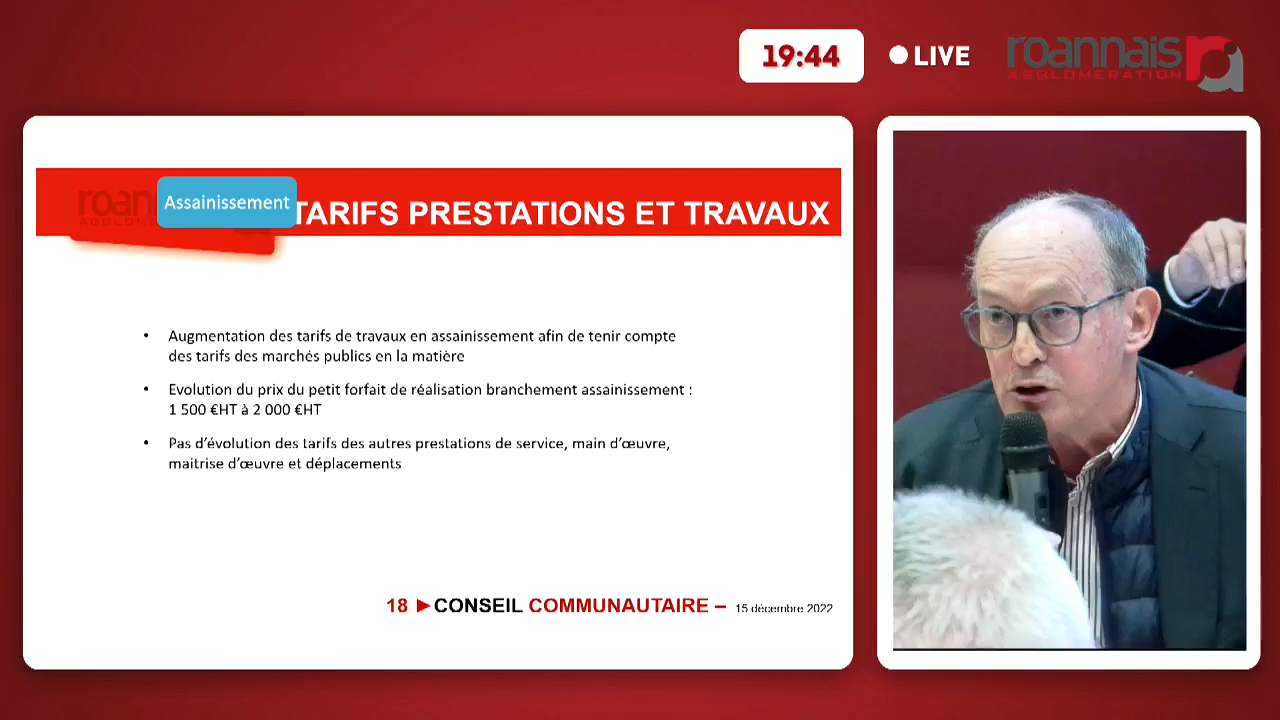 19:44
LIVE
roannais
AGGLOMERATION
Assainissement
TARIFS PRESTATIONS ET TRAVAUX
• Augmentation des tarifs de travaux en assainissement afin de tenir compte
des tarifs des marchés publics en la matière
• Evolution du prix du petit forfait de réalisation branchement assainissement :
1 500 €HT à 2 000 €HT
• Pas d'évolution des tarifs des autres prestations de service, main d'œuvre,
maitrise d'œuvre et déplacements
18 ►CONSEIL COMMUNAUTAIRE – 15 décembre 2022